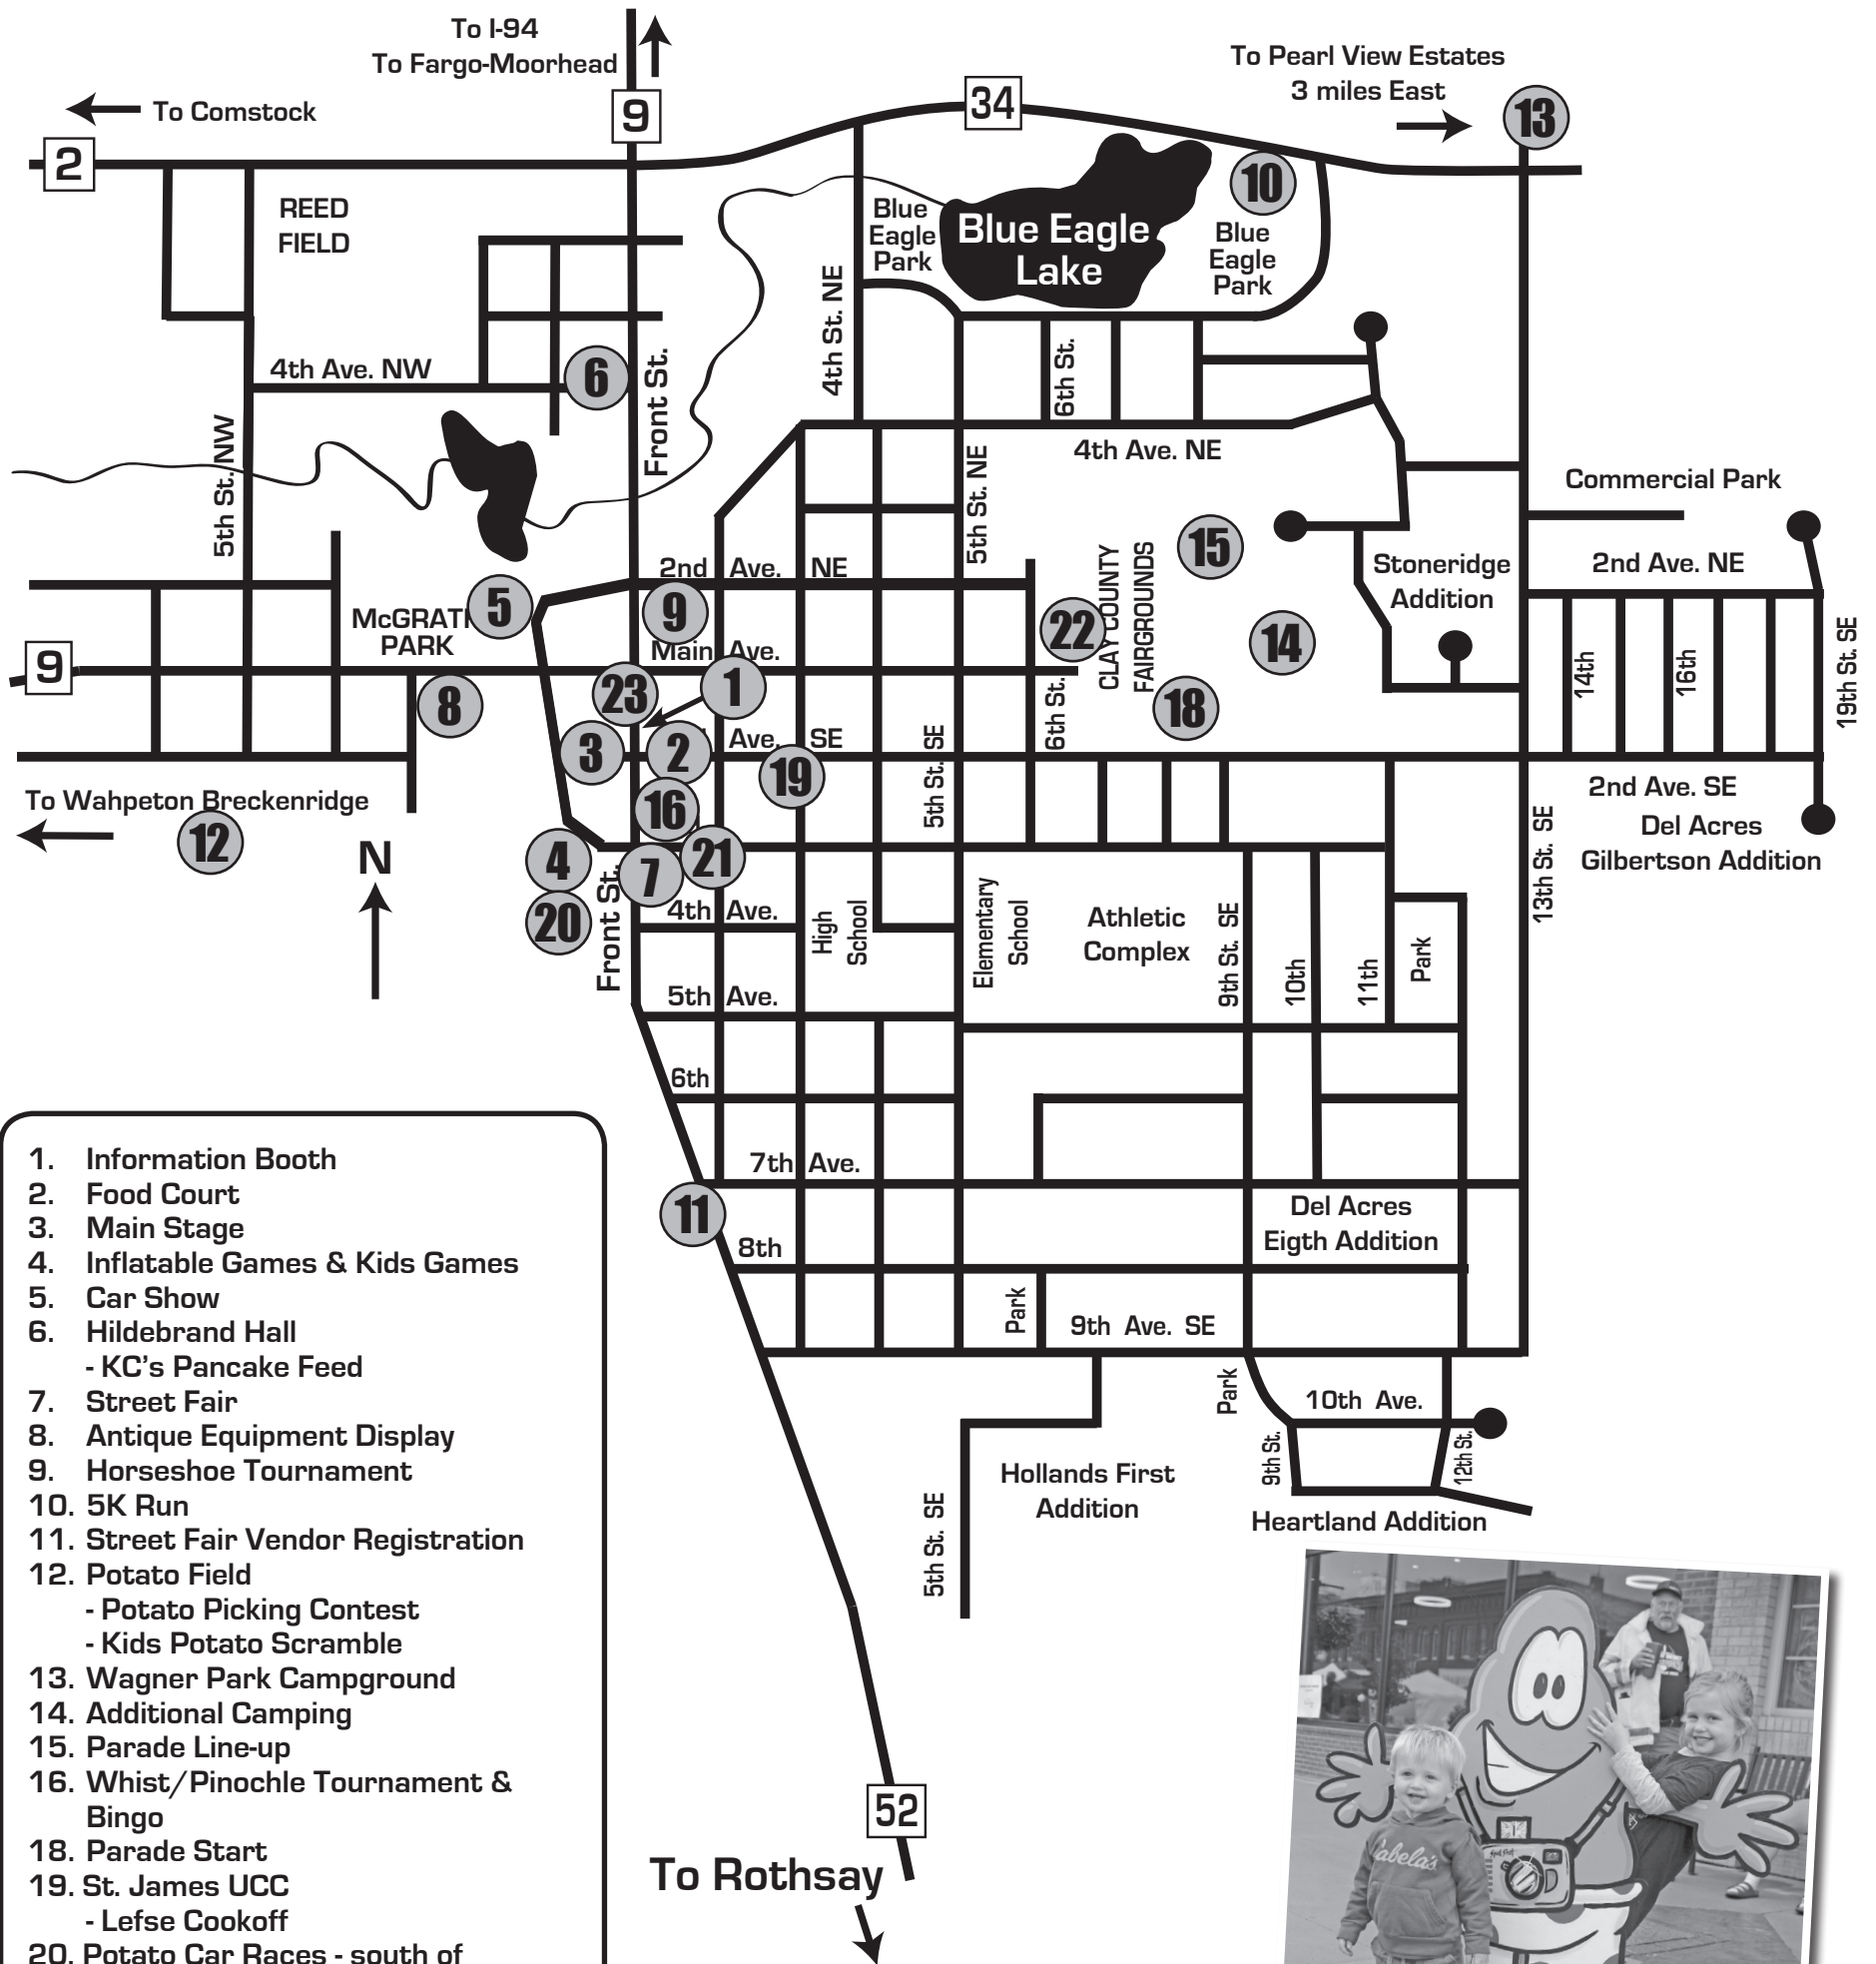 To I-94
To Fargo-Moorhead
To Pearl View Estates
3 miles East
To Comstock
9
34
13
2
REED
FIELD
10
Blue
Eagle
Park
Blue Eagle
Lake
Blue
Eagle
Park
4th St. NE
4th Ave. NW
6
Front St.
6th St.
5th St. NW
4th Ave. NE
5th St. NE
Commercial Park
15
CLAY COUNTY
FAIRGROUNDS
Stoneridge
Addition
2nd Ave. NE
2nd Ave. NE
5
9
22
14
McGRATH
PARK
Main Ave.
9
8
23
1
18
6th St.
14th
16th
19th St. SE
3
2
Ave. SE
19
5th St. SE
2nd Ave. SE
To Wahpeton Breckenridge
12
16
13th St. SE
Del Acres
Gilbertson Addition
N
4
7
21
20
Front St.
4th Ave.
High
School
Elementary
School
Athletic
Complex
9th St. SE
10th
11th
Park
5th Ave.
6th
7th Ave.
11
8th
Del Acres
Eigth Addition
Park
9th Ave. SE
Park
10th Ave.
9th St.
12th St.
Hollands First
Addition
5th St. SE
Heartland Addition
52
To Rothsay
1. Information Booth
2. Food Court
3. Main Stage
4. Inflatable Games & Kids Games
5. Car Show
6. Hildebrand Hall
- KC's Pancake Feed
7. Street Fair
8. Antique Equipment Display
9. Horseshoe Tournament
10. 5K Run
11. Street Fair Vendor Registration
12. Potato Field
- Potato Picking Contest
- Kids Potato Scramble
13. Wagner Park Campground
14. Additional Camping
15. Parade Line-up
16. Whist/Pinochle Tournament &
Bingo
18. Parade Start
19. St. James UCC
- Lefse Cookoff
20. Potato Car Races - south of
Cabela's